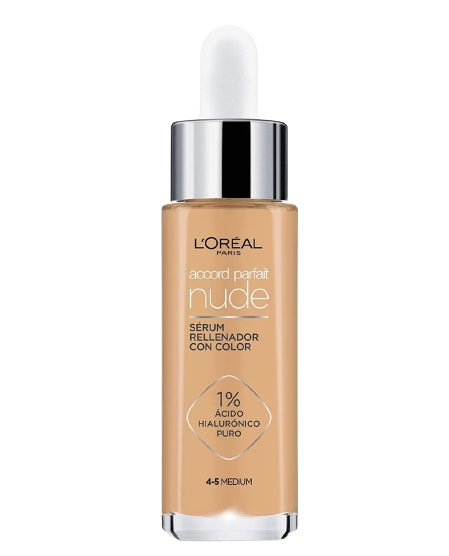 L'ORÉAL
PARIS
accord parfait
nude
SÉRUM
RELLENADOR
CON COLOR
1%
ÁCIDO
HIALURÓNICO
PURO
4-5 MEDIUM